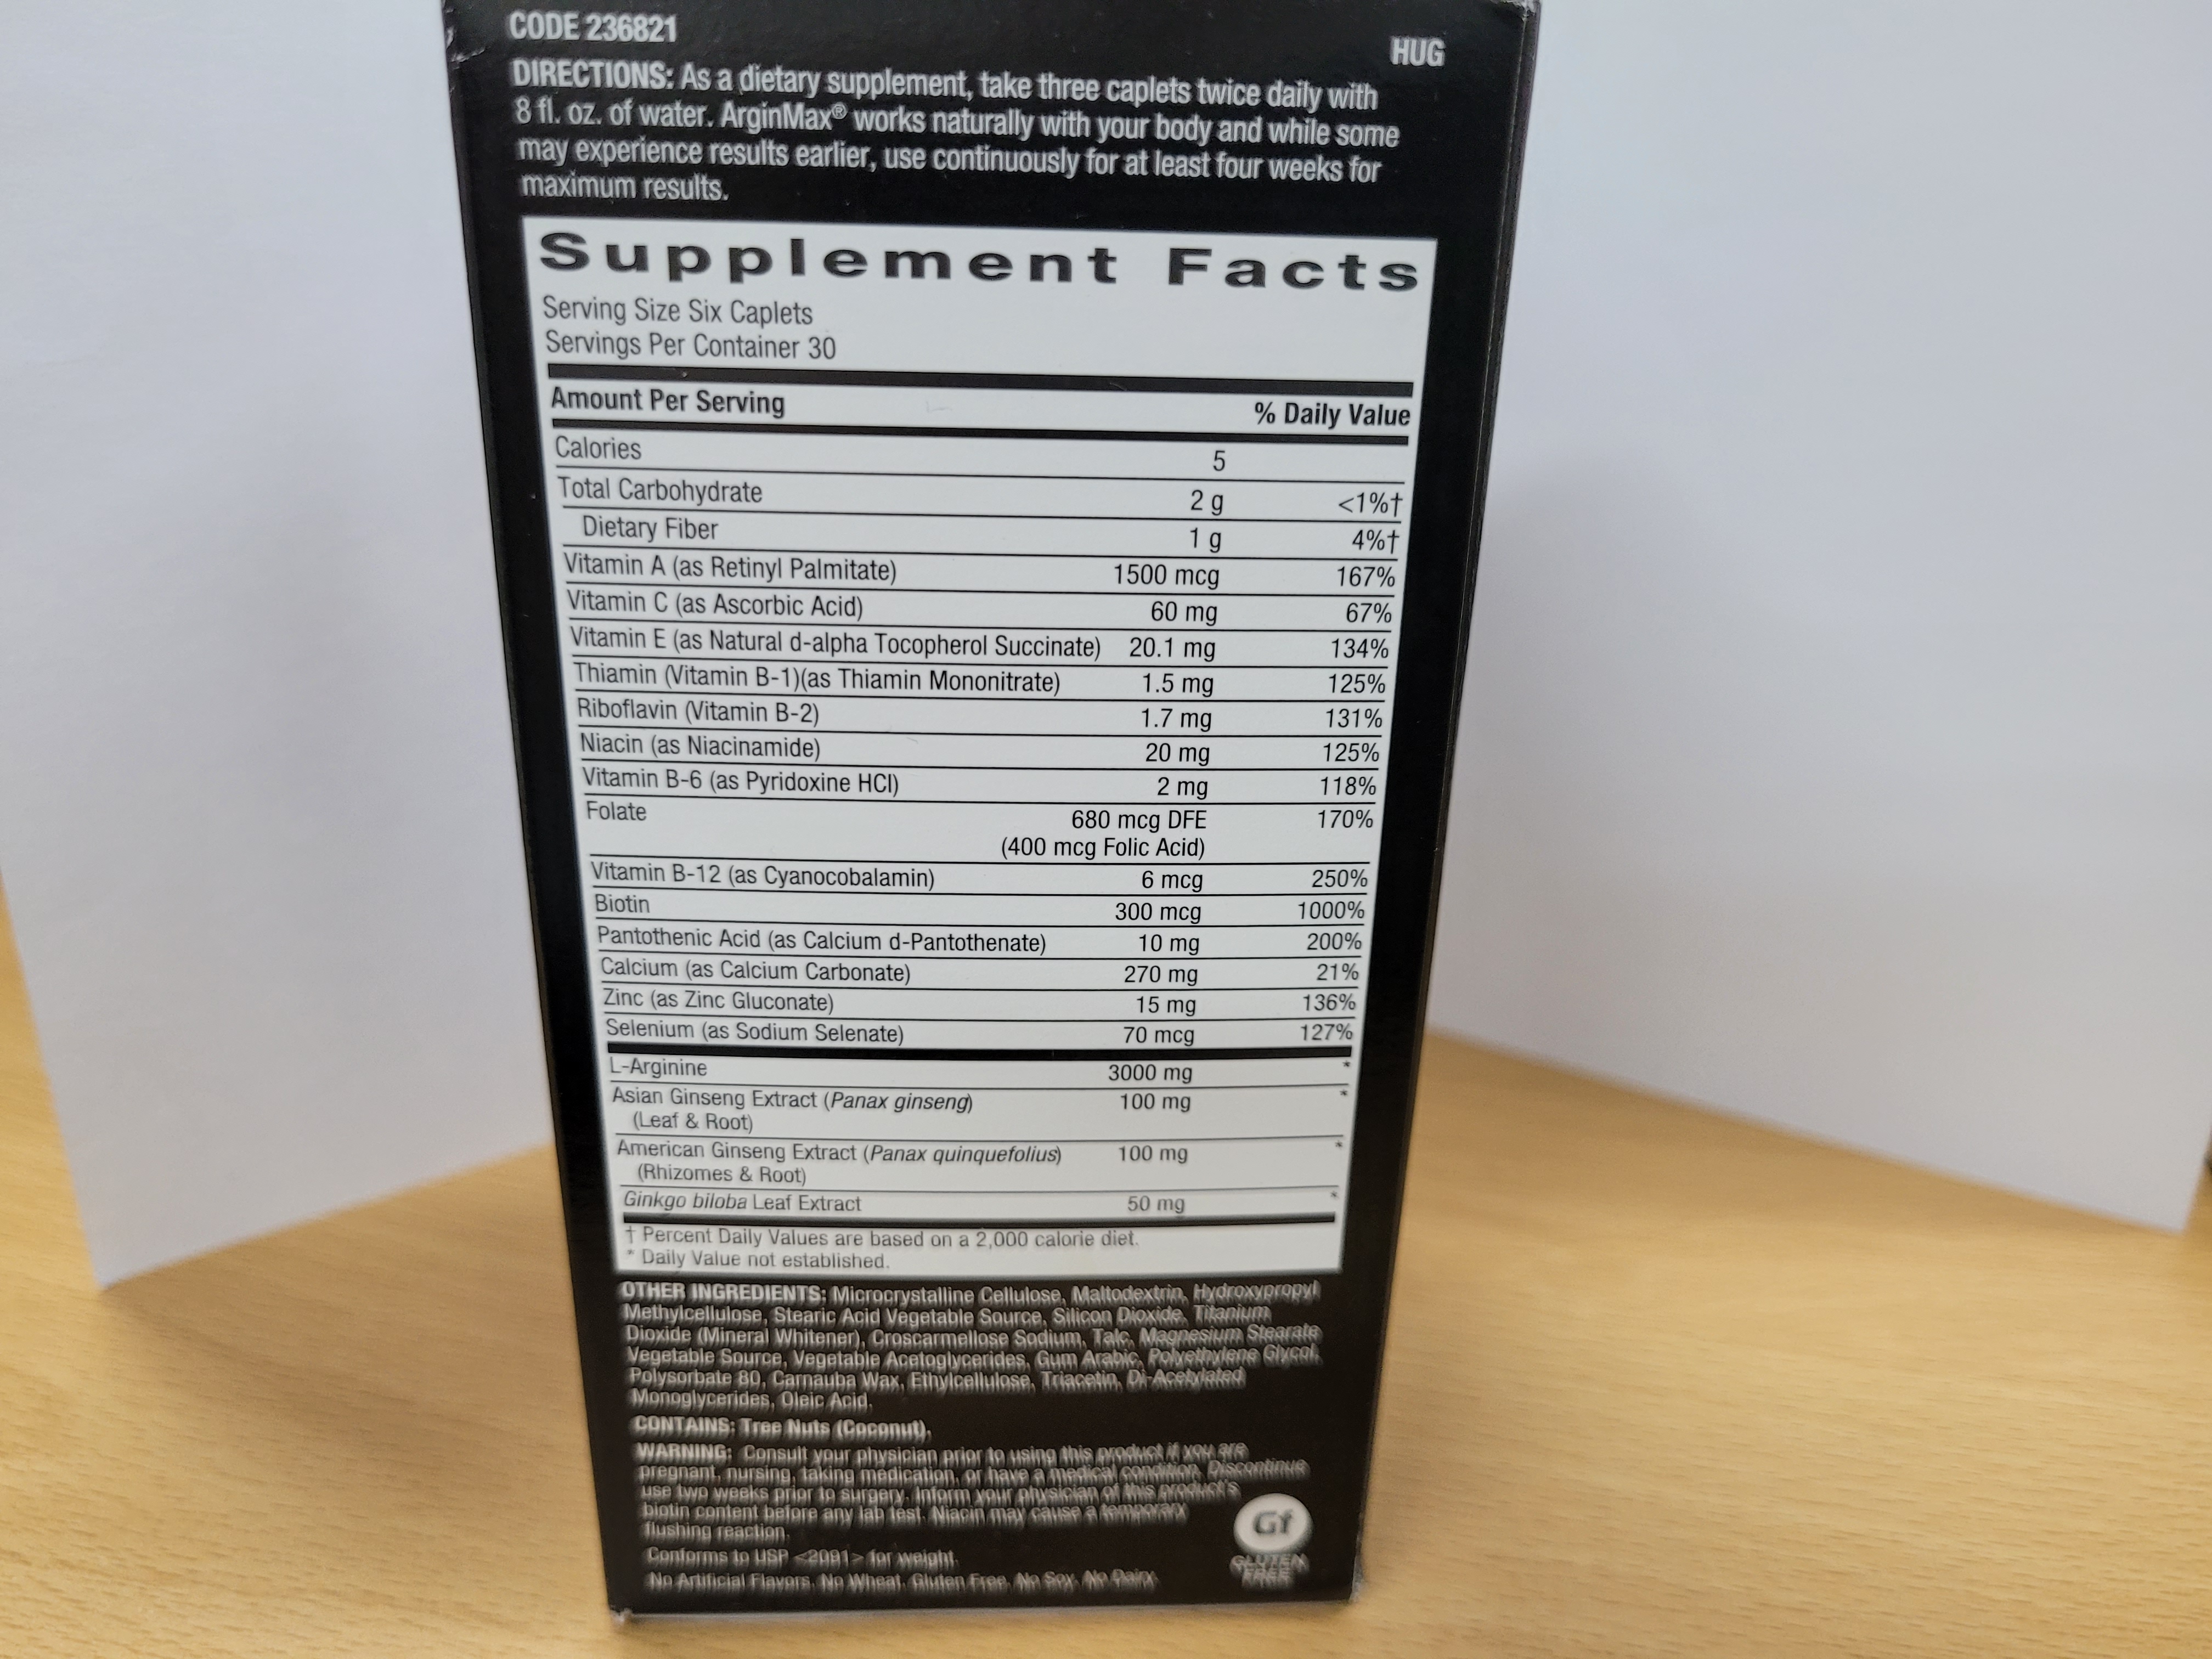 CODE 236821
HUG
DIRECTIONS: As a dietary supplement, take three caplets twice daily with
8 fl. oz. of water. ArginMax® works naturally with your body and while some
may experience results earlier, use continuously for at least four weeks for
maximum results.
Supplement Facts
Serving Size Six Caplets
Servings Per Container 30
Amount Per Serving % Daily Value
Calories 5
Total Carbohydrate 2 g <1%†
Dietary Fiber 1 g 4%†
Vitamin A (as Retinyl Palmitate) 1500 mcg 167%
Vitamin C (as Ascorbic Acid) 60 mg 67%
Vitamin E (as Natural d-alpha Tocopherol Succinate) 20.1 mg 134%
Thiamin (Vitamin B-1)(as Thiamin Mononitrate) 1.5 mg 125%
Riboflavin (Vitamin B-2) 1.7 mg 131%
Niacin (as Niacinamide) 20 mg 125%
Vitamin B-6 (as Pyridoxine HCl) 2 mg 118%
Folate 680 mcg DFE 170%
(400 mcg Folic Acid)
Vitamin B-12 (as Cyanocobalamin) 6 mcg 250%
Biotin 300 mcg 1000%
Pantothenic Acid (as Calcium d-Pantothenate) 10 mg 200%
Calcium (as Calcium Carbonate) 270 mg 21%
Zinc (as Zinc Gluconate) 15 mg 136%
Selenium (as Sodium Selenate) 70 mcg 127%
L-Arginine 3000 mg *
Asian Ginseng Extract (Panax ginseng) 100 mg *
(Leaf & Root)
American Ginseng Extract (Panax quinquefolius) 100 mg *
(Rhizomes & Root)
Ginkgo biloba Leaf Extract 50 mg *
† Percent Daily Values are based on a 2,000 calorie diet.
* Daily Value not established.
OTHER INGREDIENTS: Microcrystalline Cellulose, Maltodextrin, Hydroxypropyl
Methylcellulose, Stearic Acid Vegetable Source, Silicon Dioxide, Titanium
Dioxide (Mineral Whitener), Croscarmellose Sodium, Talc, Magnesium Stearate
Vegetable Source, Vegetable Acetoglycerides, Gum Arabic, Polyethylene Glycol,
Polysorbate 80, Carnauba Wax, Ethylcellulose, Triacetin, Di-Acetylated
Monoglycerides, Oleic Acid.
CONTAINS: Tree Nuts (Coconut).
WARNING: Consult your physician prior to using this product if you are
pregnant, nursing, taking medication, or have a medical condition. Discontinue
use two weeks prior to surgery. Inform your physician of this product's
biotin content before any lab test. Niacin may cause a temporary
flushing reaction.
Conforms to USP <2091> for weight.
No Artificial Flavors, No Wheat, Gluten Free, No Soy, No Dairy.
Gf
GLUTEN
FREE